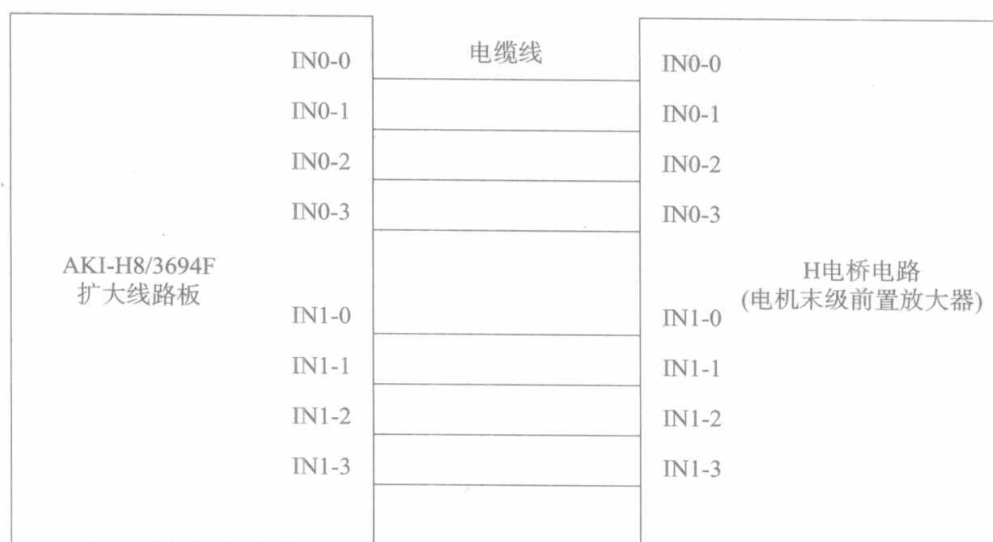 电缆线
IN0-0
IN0-1
IN0-2
IN0-3
AKI-H8/3694F
扩大线路板
IN1-0
IN1-1
IN1-2
IN1-3
IN0-0
IN0-1
IN0-2
IN0-3
H电桥电路
(电机末级前置放大器)
IN1-0
IN1-1
IN1-2
IN1-3